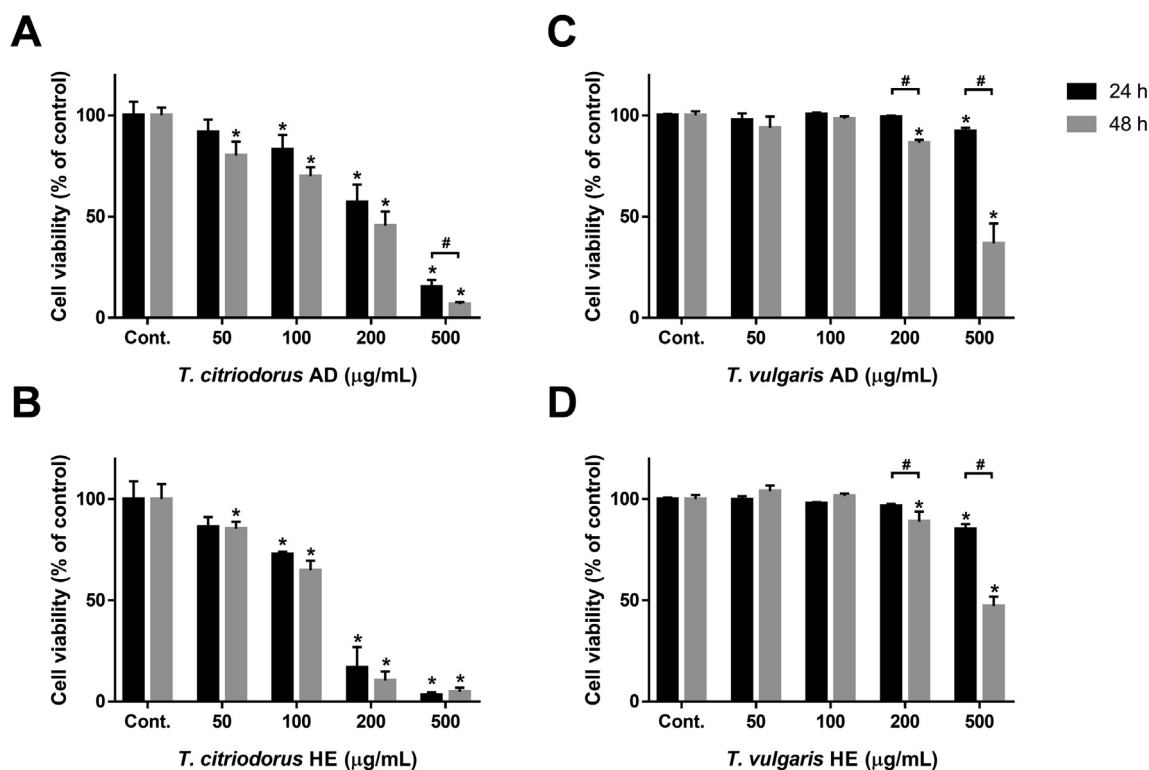 A
Cell viability (% of control)
100
50
0
*
*
*
*
*
#
*
*
Cont. 50 100 200 500
T. citriodorus AD (µg/mL)
C
Cell viability (% of control)
100
50
0
#
#
*
*
*
Cont. 50 100 200 500
T. vulgaris AD (µg/mL)
24 h
48 h
B
Cell viability (% of control)
100
50
0
*
*
*
*
*
*
*
Cont. 50 100 200 500
T. citriodorus HE (µg/mL)
D
Cell viability (% of control)
100
50
0
#
#
*
*
*
Cont. 50 100 200 500
T. vulgaris HE (µg/mL)